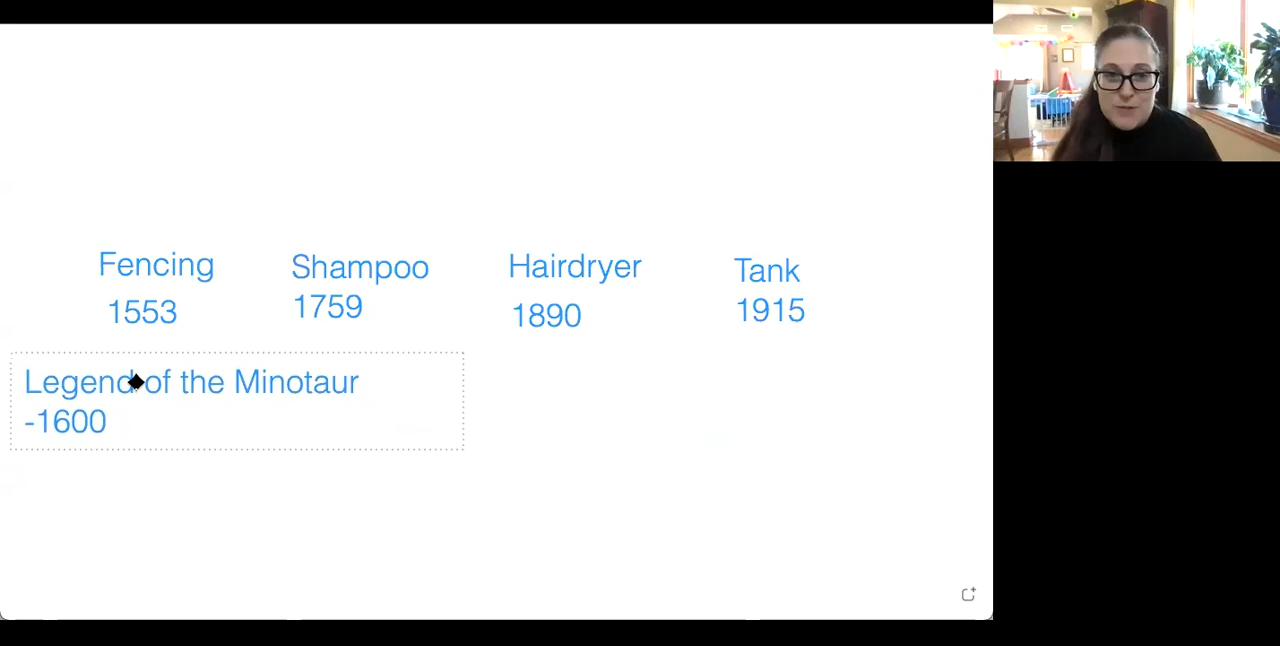 Fencing Shampoo Hairdryer Tank
1553 1759 1890 1915
Legend of the Minotaur
-1600